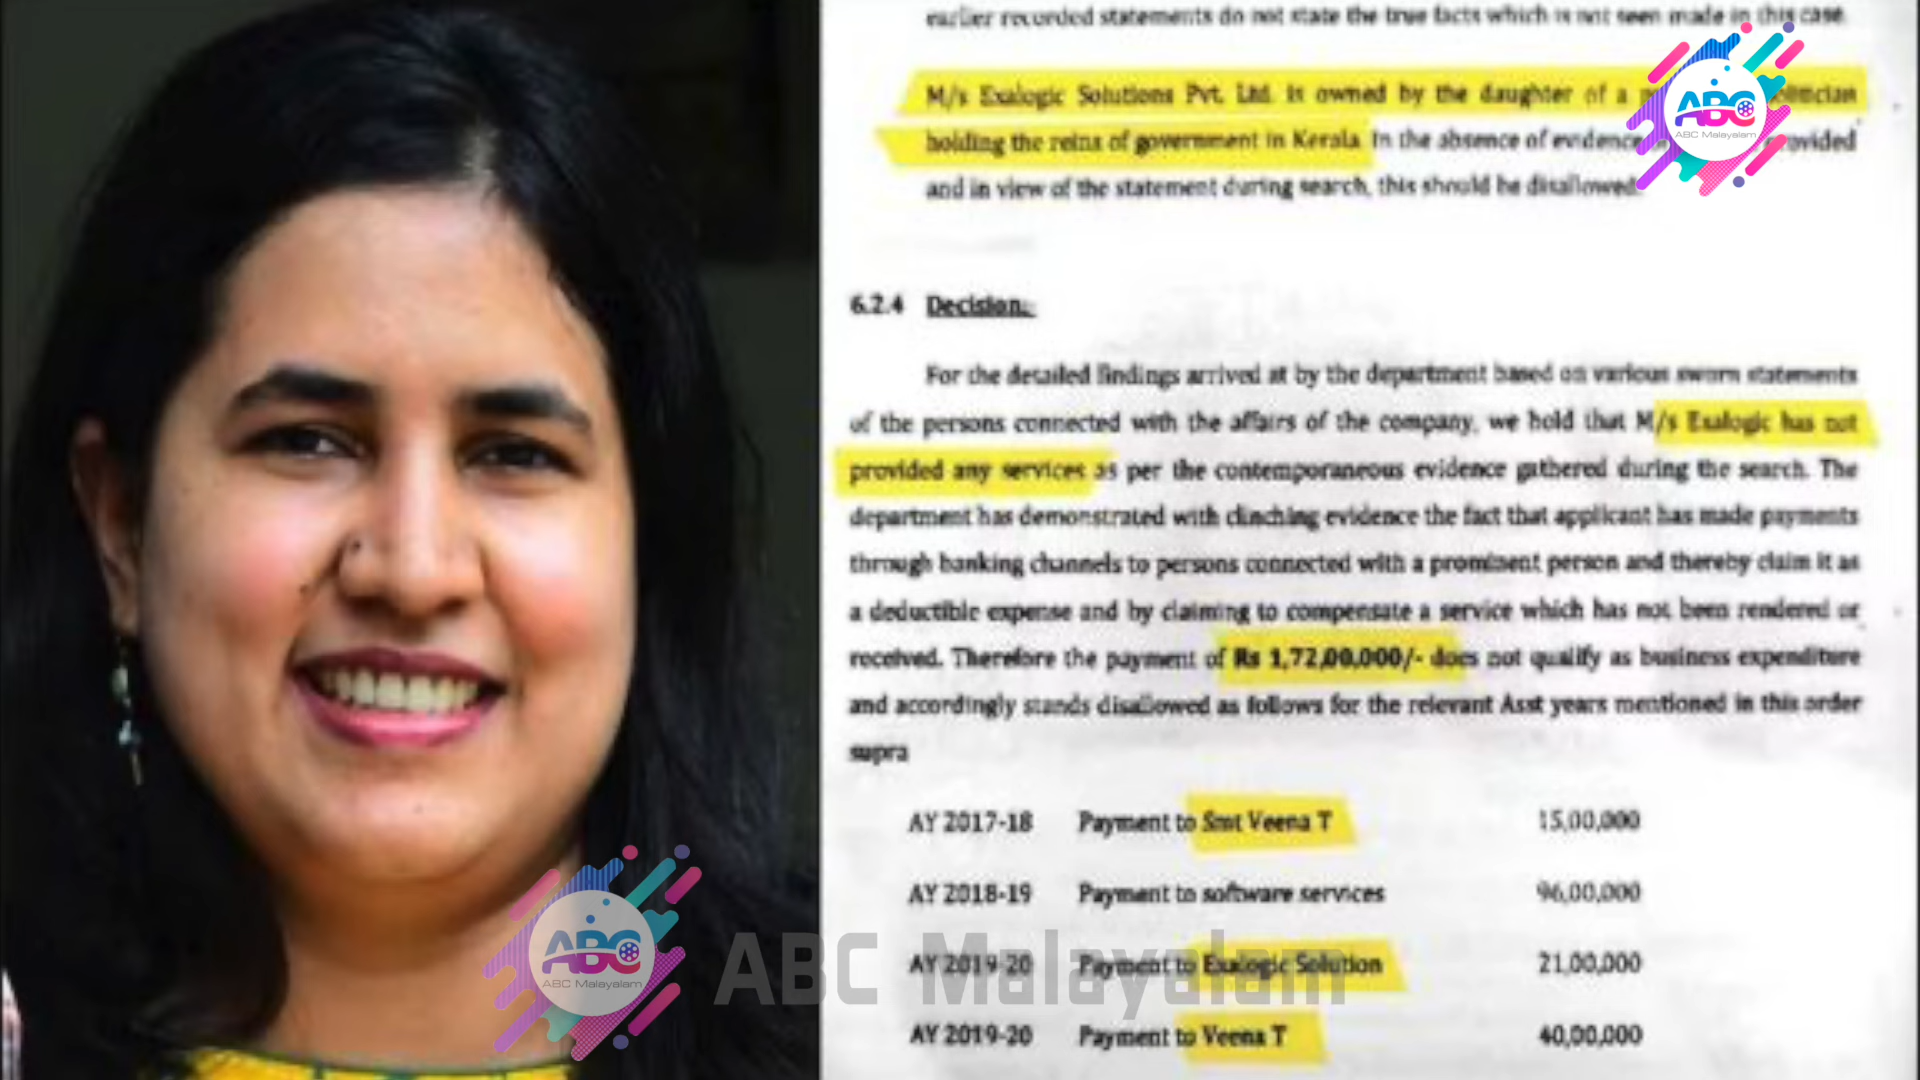 earlier recorded statements do not state the true facts which is not seen made in this case.
M/s Exalogic Solutions Pvt. Ltd. is owned by the daughter of a
holding the reins of government in Kerala. In the absence of evidence
and in view of the statement during search, this should be disallowed.
ABC
ABC Malayalam
6.2.4 Decision:
For the detailed findings arrived at by the department based on various sworn statements
of the persons connected with the affairs of the company, we hold that M/s Exalogic has not
provided any services as per the contemporaneous evidence gathered during the search. The
department has demonstrated with clinching evidence the fact that applicant has made payments
through banking channels to persons connected with a prominent person and thereby claim it as
a deductible expense and by claiming to compensate a service which has not been rendered or
received. Therefore the payment of Rs 1,72,00,000/- does not qualify as business expenditure
and accordingly stands disallowed as follows for the relevant Asst years mentioned in this order
supra
AY 2017-18 Payment to Smt Veena T 15,00,000
AY 2018-19 Payment to software services 96,00,000
AY 2019-20 Payment to Exalogic Solution 21,00,000
AY 2019-20 Payment to Veena T 40,00,000
ABC
ABC Malayalam
ABC Malayalam